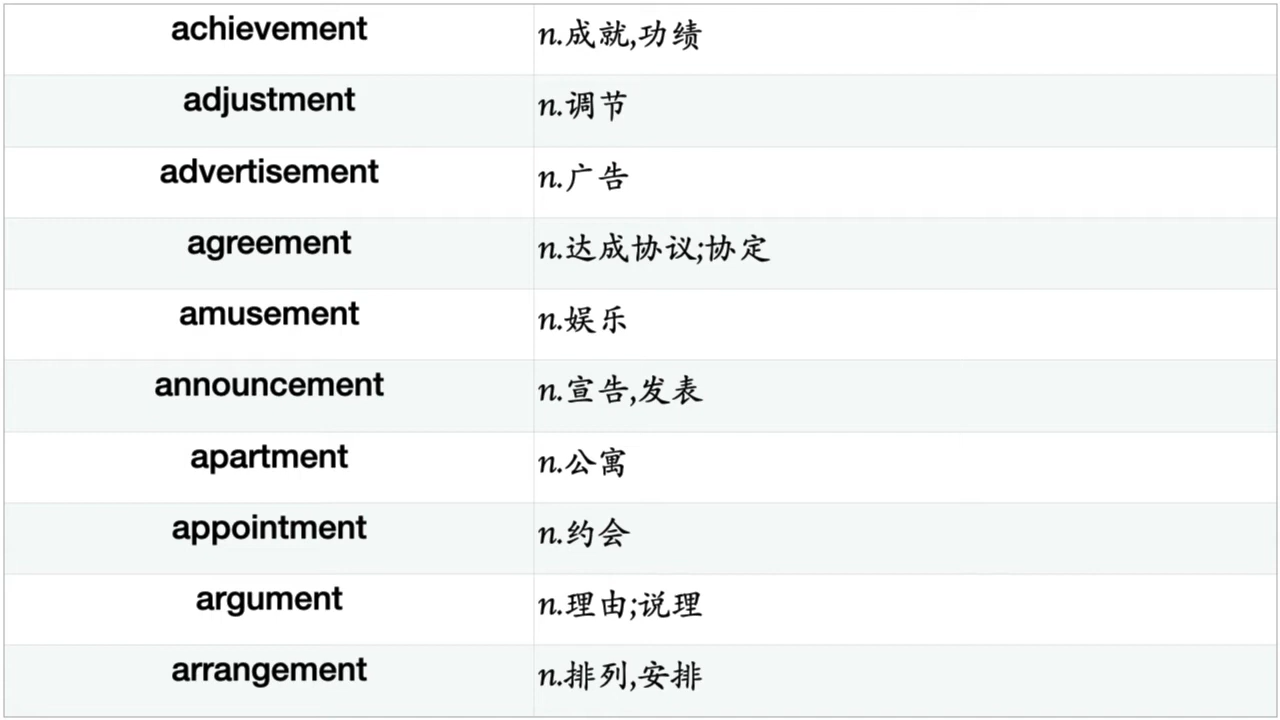 achievement n.成就,功绩
adjustment n.调节
advertisement n.广告
agreement n.达成协议;协定
amusement n.娱乐
announcement n.宣告,发表
apartment n.公寓
appointment n.约会
argument n.理由;说理
arrangement n.排列,安排